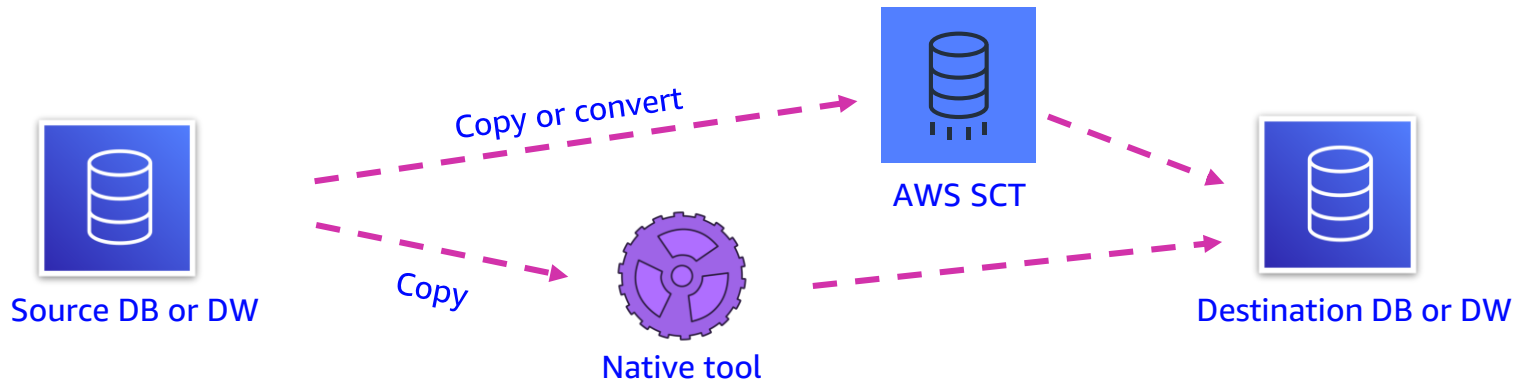 Copy or convert
AWS SCT
Copy
Source DB or DW
Destination DB or DW
Native tool